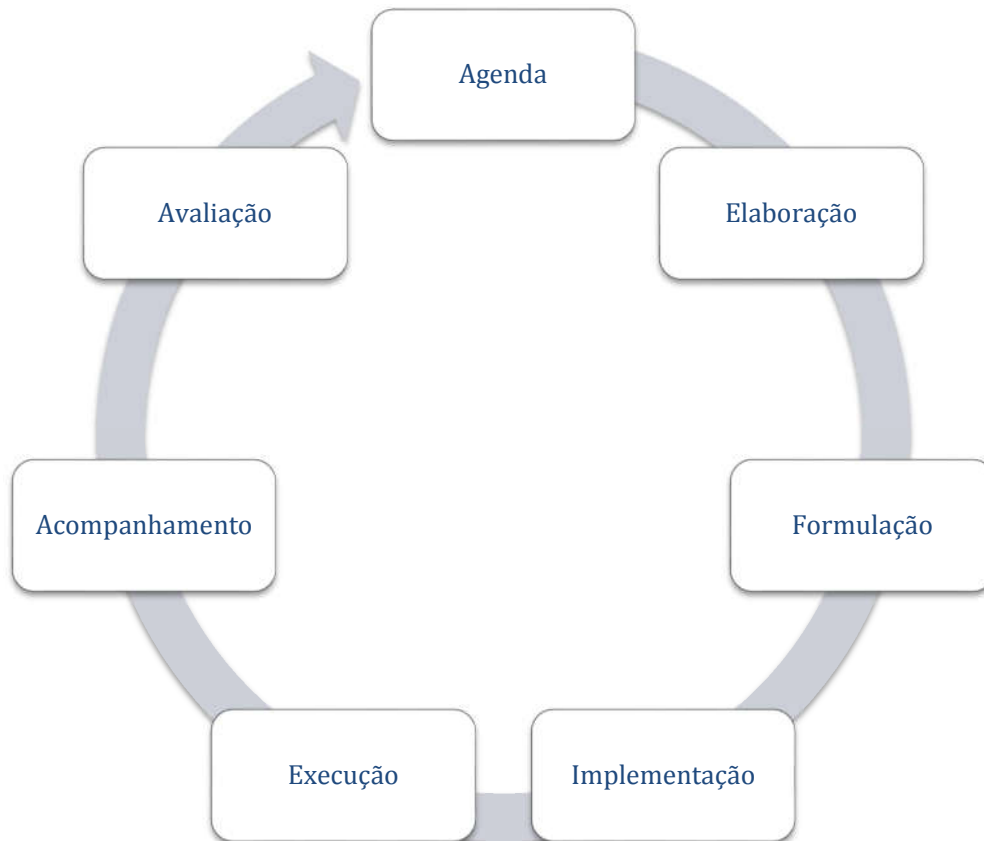 Agenda
Elaboração
Formulação
Implementação
Execução
Acompanhamento
Avaliação